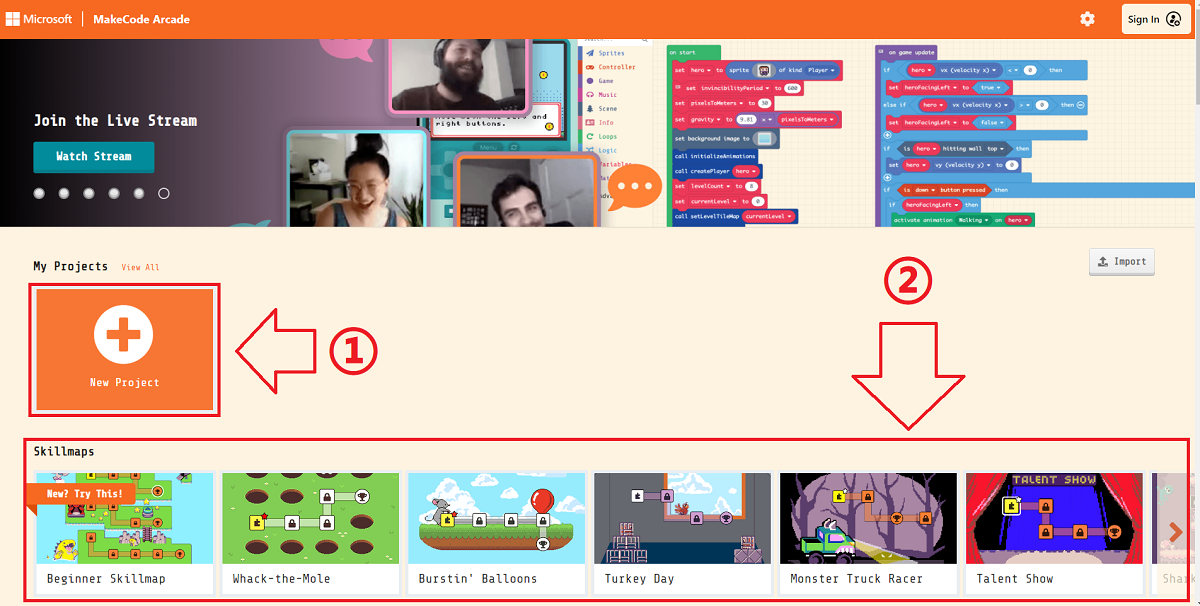 Microsoft | MakeCode Arcade
Sign In
Join the Live Stream
Watch Stream
right buttons.
Menu
Sprites
Controller
Game
Music
Scene
Info
Loops
Logic
on start
set hero to sprite of kind Player
set invincibilityPeriod to 600
set pixelsToMeters to 30
set gravity to 9.81 × pixelsToMeters
set background image to
call initializeAnimations
call createPlayer hero
set levelCount to 8
set currentLevel to 0
call setLevelTileMap currentLevel
on game update
if hero vx (velocity x) < 0 then
set heroFacingLeft to true
else if hero vx (velocity x) > 0 then
set heroFacingLeft to false
if is hero hitting wall top then
set hero vy (velocity y) to 0
if is down button pressed then
if heroFacingLeft then
activate animation Walking on hero
My Projects View All
Import
①
②
New Project
Skillmaps
New? Try This!
TALENT SHOW
Beginner Skillmap
Whack-the-Mole
Burstin' Balloons
Turkey Day
Monster Truck Racer
Talent Show
Shark